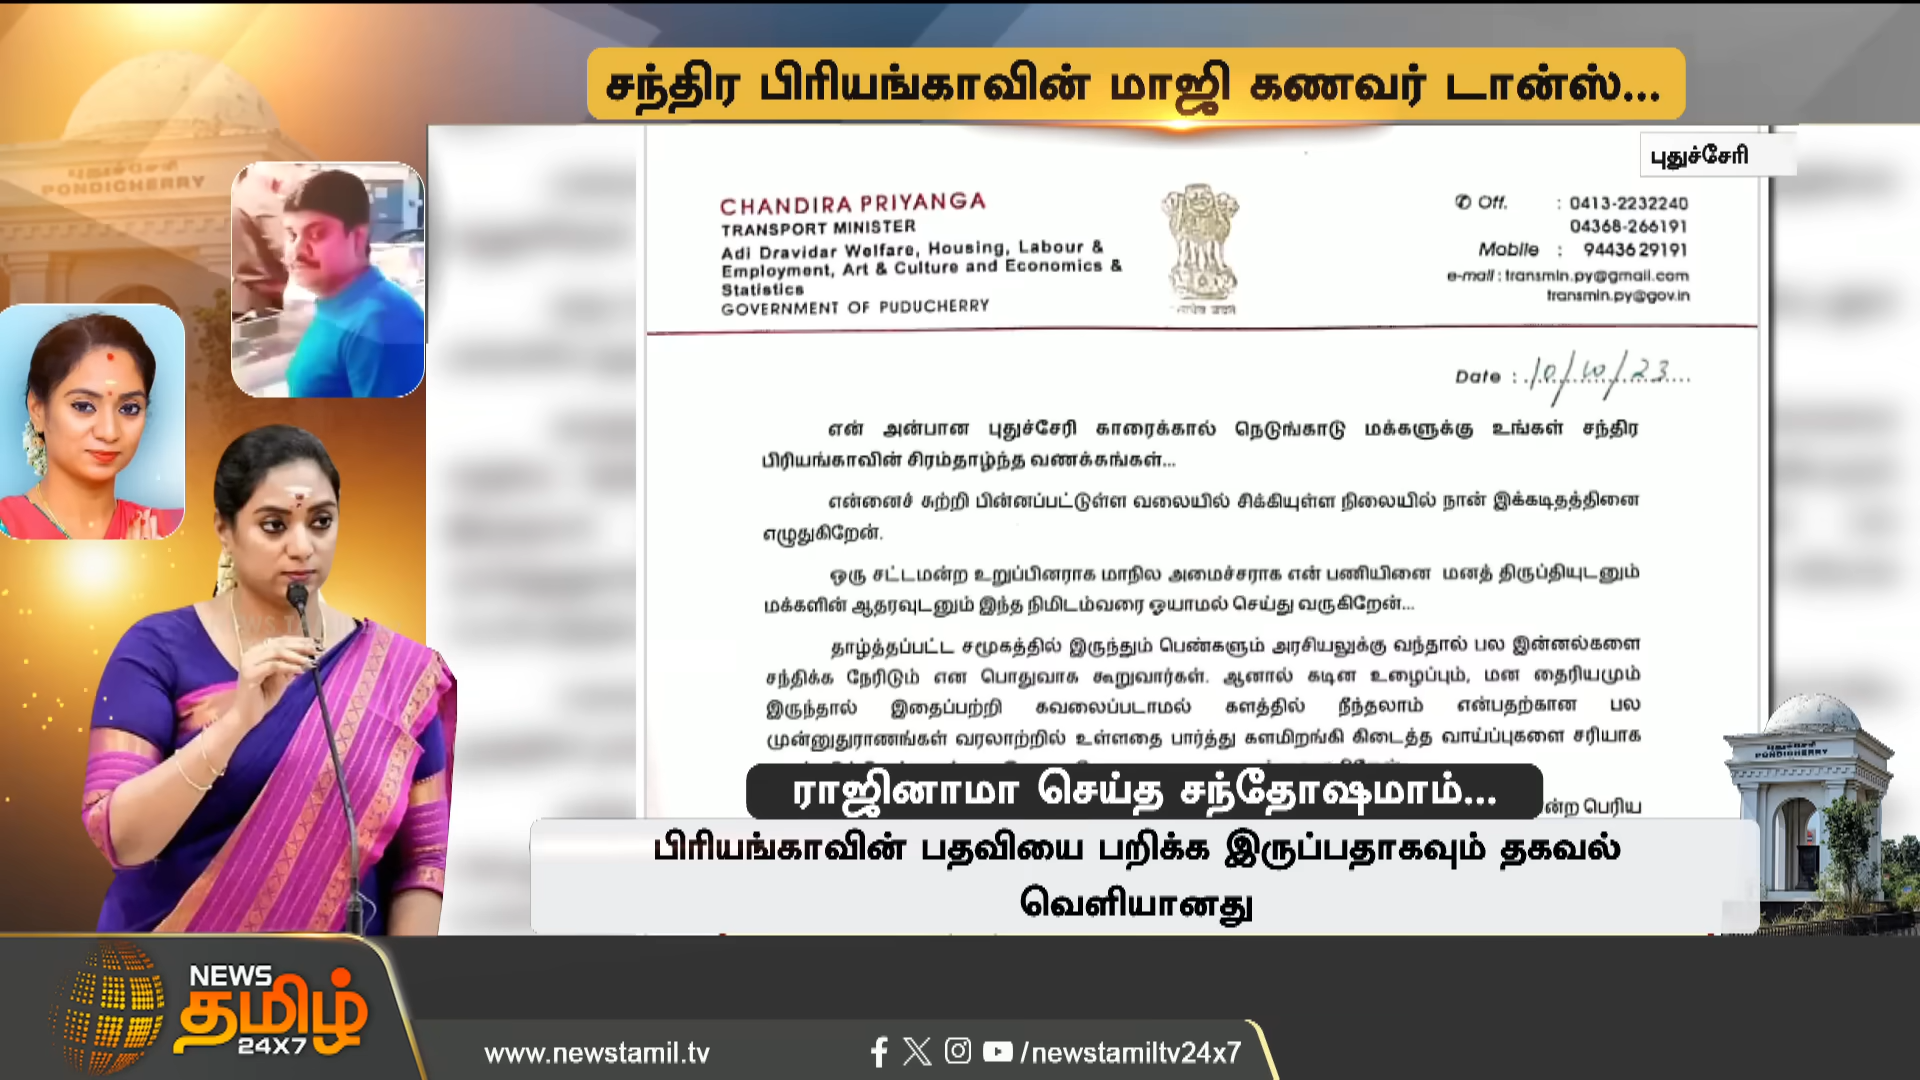 சந்திர பிரியங்காவின் மாஜி கணவர் டான்ஸ்...
புதுச்சேரி
புதுச்சேரி
PONDICHERRY
CHANDIRA PRIYANGA
TRANSPORT MINISTER
Adi Dravidar Welfare, Housing, Labour &
Employment, Art & Culture and Economics &
Statistics
GOVERNMENT OF PUDUCHERRY
✆ Off. : 0413-2232240
04368-266191
Mobile : 94436 29191
e-mail : transmin.py@gmail.com
transmin.py@gov.in
Date : 10/10/23
என் அன்பான புதுச்சேரி காரைக்கால் நெடுங்காடு மக்களுக்கு உங்கள் சந்திர
பிரியங்காவின் சிரம்தாழ்ந்த வணக்கங்கள்...
என்னைச் சுற்றி பின்னப்பட்டுள்ள வலையில் சிக்கியுள்ள நிலையில் நான் இக்கடிதத்தினை
எழுதுகிறேன்.
ஒரு சட்டமன்ற உறுப்பினராக மாநில அமைச்சராக என் பணியினை மனத் திருப்தியுடனும்
மக்களின் ஆதரவுடனும் இந்த நிமிடம்வரை ஓயாமல் செய்து வருகிறேன்...
தாழ்த்தப்பட்ட சமூகத்தில் இருந்தும் பெண்களும் அரசியலுக்கு வந்தால் பல இன்னல்களை
சந்திக்க நேரிடும் என பொதுவாக கூறுவார்கள். ஆனால் கடின உழைப்பும், மன தைரியமும்
இருந்தால் இதைப்பற்றி கவலைப்படாமல் களத்தில் நீந்தலாம் என்பதற்கான பல
முன்னுதுராணங்கள் வரலாற்றில் உள்ளதை பார்த்து களமிறங்கி கிடைத்த வாய்ப்புகளை சரியாக
ன்ற பெரிய
ராஜினாமா செய்த சந்தோஷமாம்...
பிரியங்காவின் பதவியை பறிக்க இருப்பதாகவும் தகவல்
வெளியானது
புதுச்சேரி
PONDICHERRY
NEWS
தமிழ்
24X7
www.newstamil.tv
/newstamiltv24x7